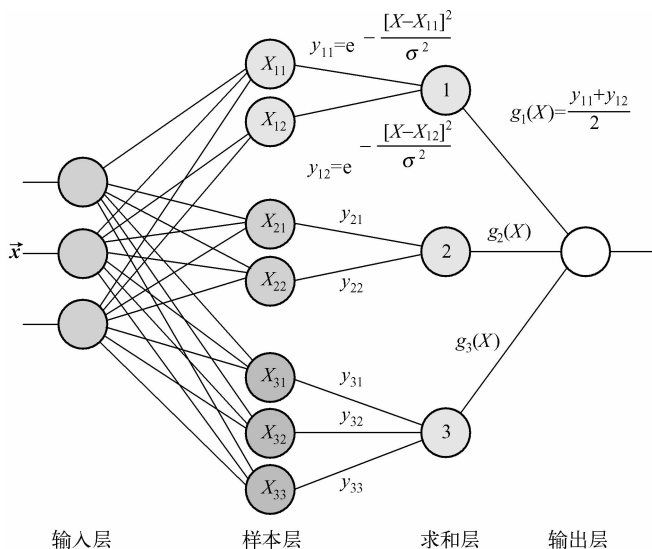 y₁₁=e^{-[X-X₁₁]²/σ²}
X₁₁
X₁₂
1
g₁(X)=(y₁₁+y₁₂)/2
y₁₂=e^{-[X-X₁₂]²/σ²}
x⃗
X₂₁
y₂₁
X₂₂
y₂₂
2
g₂(X)
X₃₁
y₃₁
X₃₂
y₃₂
X₃₃
y₃₃
3
g₃(X)
输入层 样本层 求和层 输出层